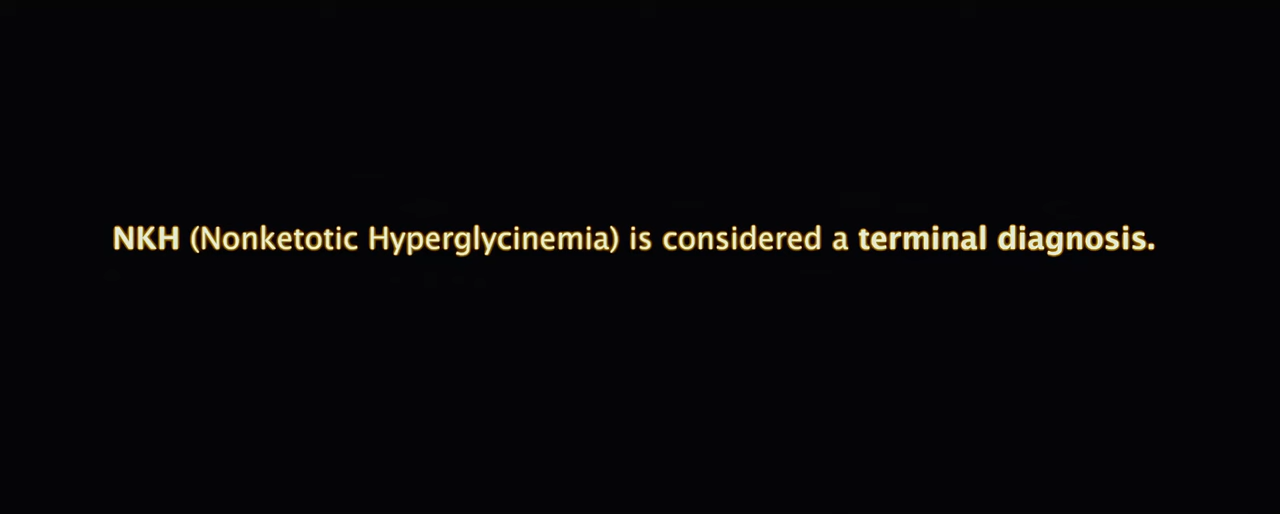 NKH (Nonketotic Hyperglycinemia) is considered a terminal diagnosis.